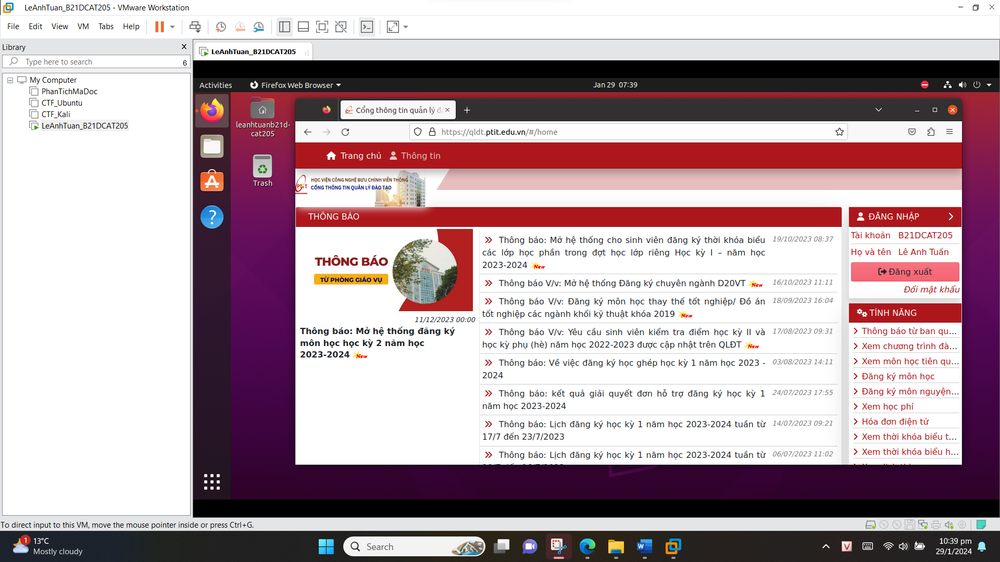 LeAnhTuan_B21DCAT205 - VMware Workstation
File Edit View VM Tabs Help
Library
Type here to search
6
My Computer
PhanTichMaDoc
CTF_Ubuntu
CTF_Kali
LeAnhTuan_B21DCAT205
LeAnhTuan_B21DCAT205
Activities
Firefox Web Browser
Jan 29 07:39
leanhtuanb21d-
cat205
Trash
Cổng thông tin quản lý đà
https://qldt.ptit.edu.vn/#/home
Trang chủ
Thông tin
PTIT
HỌC VIỆN CÔNG NGHỆ BƯU CHÍNH VIỄN THÔNG
CỔNG THÔNG TIN QUẢN LÝ ĐÀO TẠO
THÔNG BÁO
THÔNG BÁO
TỪ PHÒNG GIÁO VỤ
11/12/2023 00:00
Thông báo: Mở hệ thống đăng ký
môn học học kỳ 2 năm học
2023-2024 New
Thông báo: Mở hệ thống cho sinh viên đăng ký thời khóa biểu
19/10/2023 08:37
các lớp học phần trong đợt học lớp riêng Học kỳ I – năm học
2023-2024 New
Thông báo V/v: Mở hệ thống Đăng ký chuyên ngành D20VT New
16/10/2023 11:11
Thông báo V/v: Đăng ký môn học thay thế tốt nghiệp/ Đồ án
18/09/2023 16:04
tốt nghiệp các ngành khối kỹ thuật khóa 2019 New
Thông báo V/v: Yêu cầu sinh viên kiểm tra điểm học kỳ II và
17/08/2023 09:31
học kỳ phụ (hè) năm học 2022-2023 được cập nhật trên QLĐT New
Thông báo: Về việc đăng ký học ghép học kỳ 1 năm học 2023 -
03/08/2023 14:11
2024
Thông báo: kết quả giải quyết đơn hỗ trợ đăng ký học kỳ 1
24/07/2023 17:55
năm học 2023-2024
Thông báo: Lịch đăng ký học kỳ 1 năm học 2023-2024 tuần từ
14/07/2023 09:21
17/7 đến 23/7/2023
Thông báo: Lịch đăng ký học kỳ 1 năm học 2023-2024 tuần từ
06/07/2023 11:02
ĐĂNG NHẬP
Tài khoản B21DCAT205
Họ và tên Lê Anh Tuấn
Đăng xuất
Đổi mật khẩu
TÍNH NĂNG
Thông báo từ ban qu...
Xem chương trình đà...
Xem môn học tiên qu...
Đăng ký môn học
Đăng ký môn nguyện...
Xem học phí
Hóa đơn điện tử
Xem thời khóa biểu t...
Xem thời khóa biểu h...
To direct input to this VM, move the mouse pointer inside or press Ctrl+G.
1
13°C
Mostly cloudy
Search
10:39 pm
29/1/2024